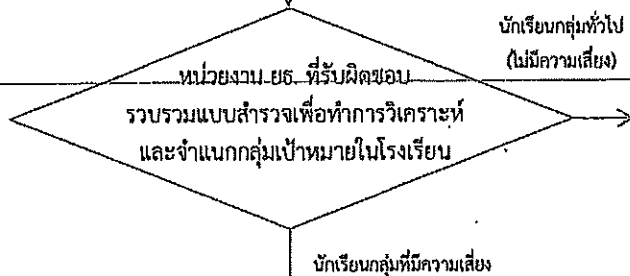 นักเรียนกลุ่มทั่วไป
(ไม่มีความเสี่ยง)
หน่วยงาน ยธ. ที่รับผิดชอบ
รวบรวมแบบสำรวจเพื่อทำการวิเคราะห์
และจำแนกกลุ่มเป้าหมายในโรงเรียน
นักเรียนกลุ่มที่มีความเสี่ยง